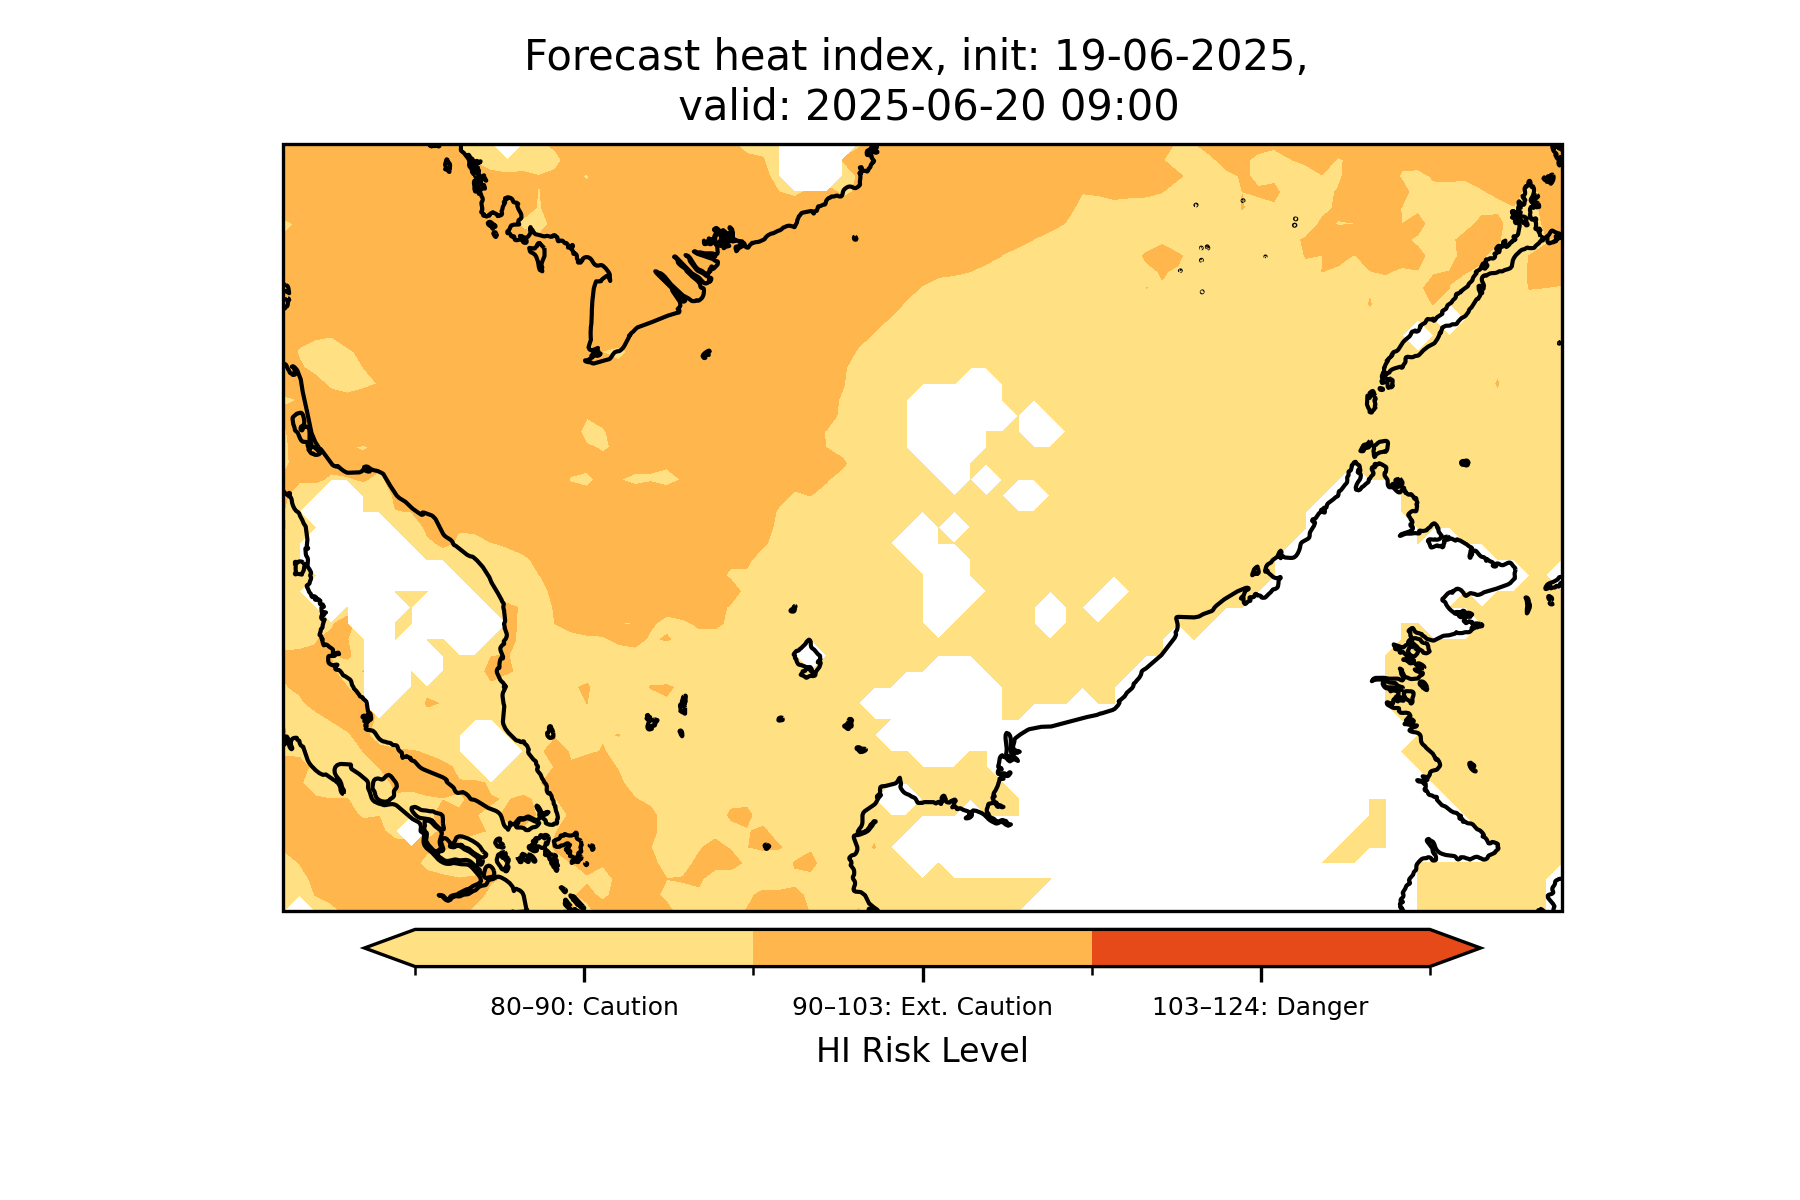 Forecast heat index, init: 19-06-2025,
valid: 2025-06-20 09:00
80–90: Caution
90–103: Ext. Caution
103–124: Danger
HI Risk Level